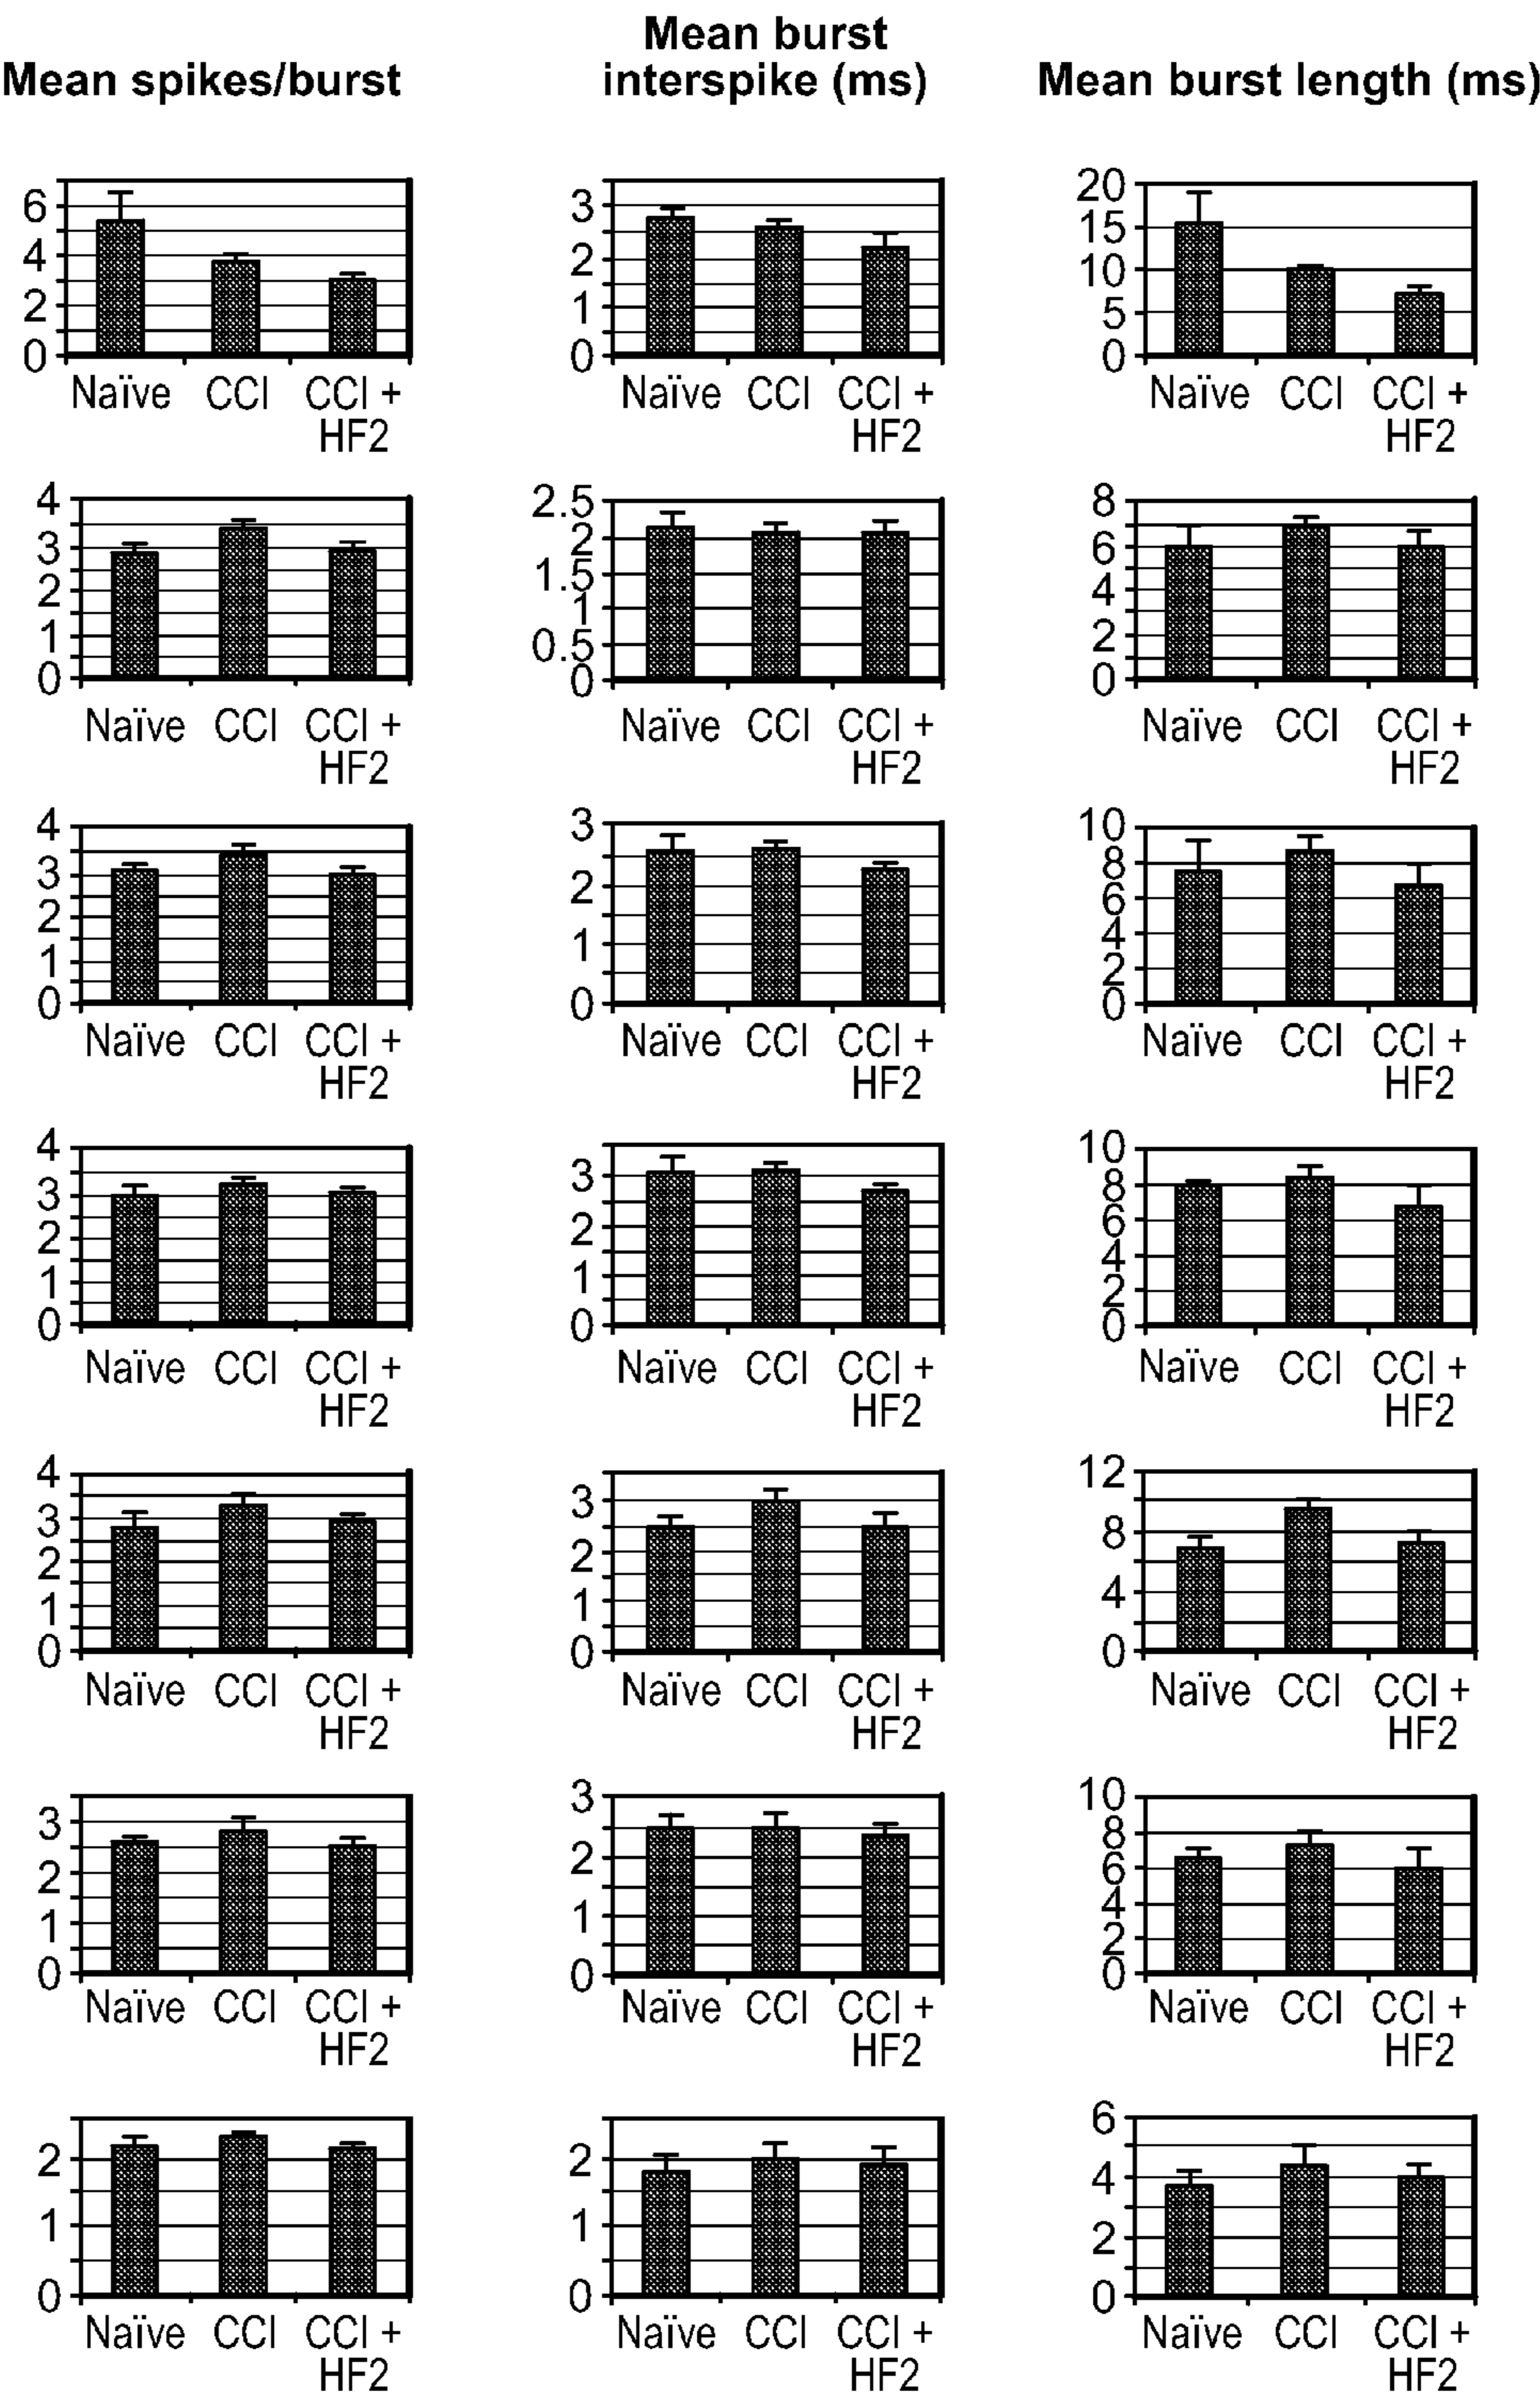 Mean spikes/burst
Mean burst
interspike (ms)
Mean burst length (ms)
6
4
2
0
Naïve CCI CCI +
HF2
3
2
1
0
Naïve CCI CCI +
HF2
20
15
10
5
0
Naïve CCI CCI +
HF2
4
3
2
1
0
Naïve CCI CCI +
HF2
2.5
2
1.5
1
0.5
0
Naïve CCI CCI +
HF2
8
6
4
2
0
Naïve CCI CCI +
HF2
4
3
2
1
0
Naïve CCI CCI +
HF2
3
2
1
0
Naïve CCI CCI +
HF2
10
8
6
4
2
0
Naïve CCI CCI +
HF2
4
3
2
1
0
Naïve CCI CCI +
HF2
3
2
1
0
Naïve CCI CCI +
HF2
10
8
6
4
2
0
Naïve CCI CCI +
HF2
4
3
2
1
0
Naïve CCI CCI +
HF2
3
2
1
0
Naïve CCI CCI +
HF2
12
8
4
0
Naïve CCI CCI +
HF2
3
2
1
0
Naïve CCI CCI +
HF2
3
2
1
0
Naïve CCI CCI +
HF2
10
8
6
4
2
0
Naïve CCI CCI +
HF2
2
1
0
Naïve CCI CCI +
HF2
2
1
0
Naïve CCI CCI +
HF2
6
4
2
0
Naïve CCI CCI +
HF2